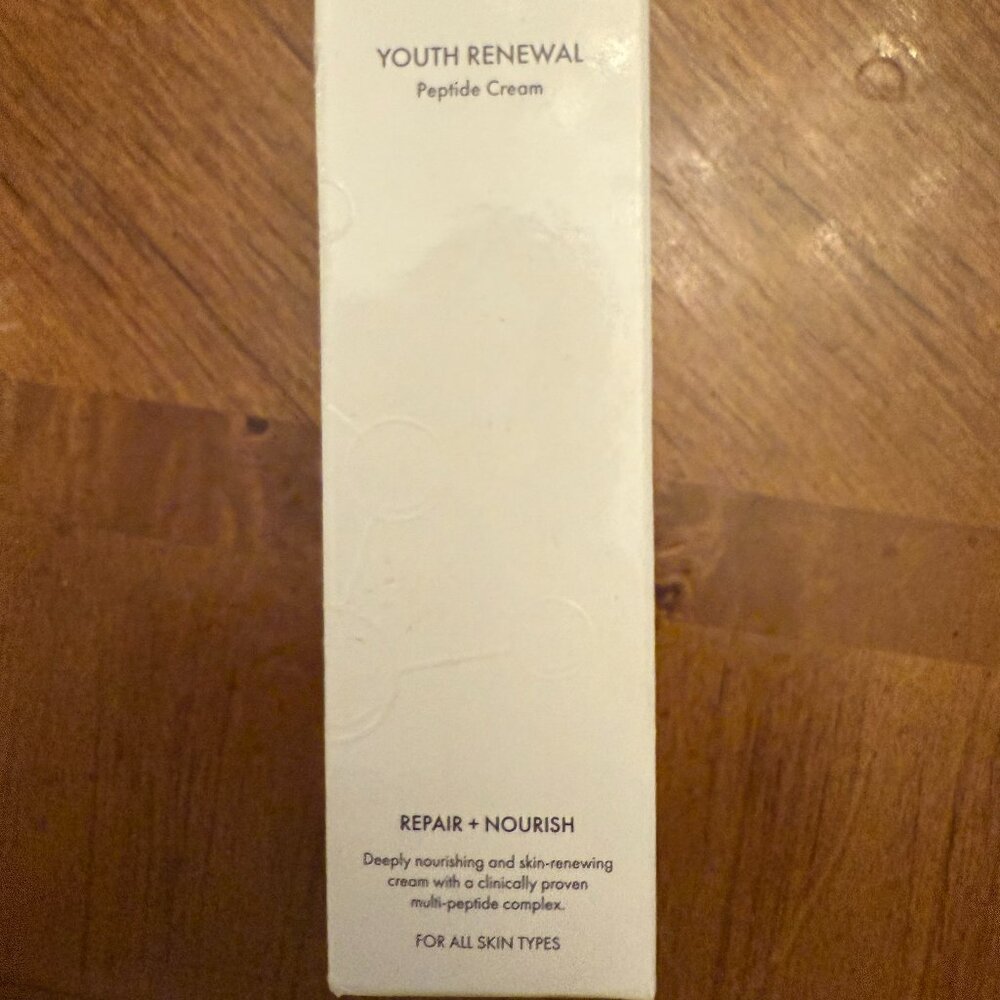 YOUTH RENEWAL
Peptide Cream
REPAIR + NOURISH
Deeply nourishing and skin-renewing
cream with a clinically proven
multi-peptide complex.
FOR ALL SKIN TYPES